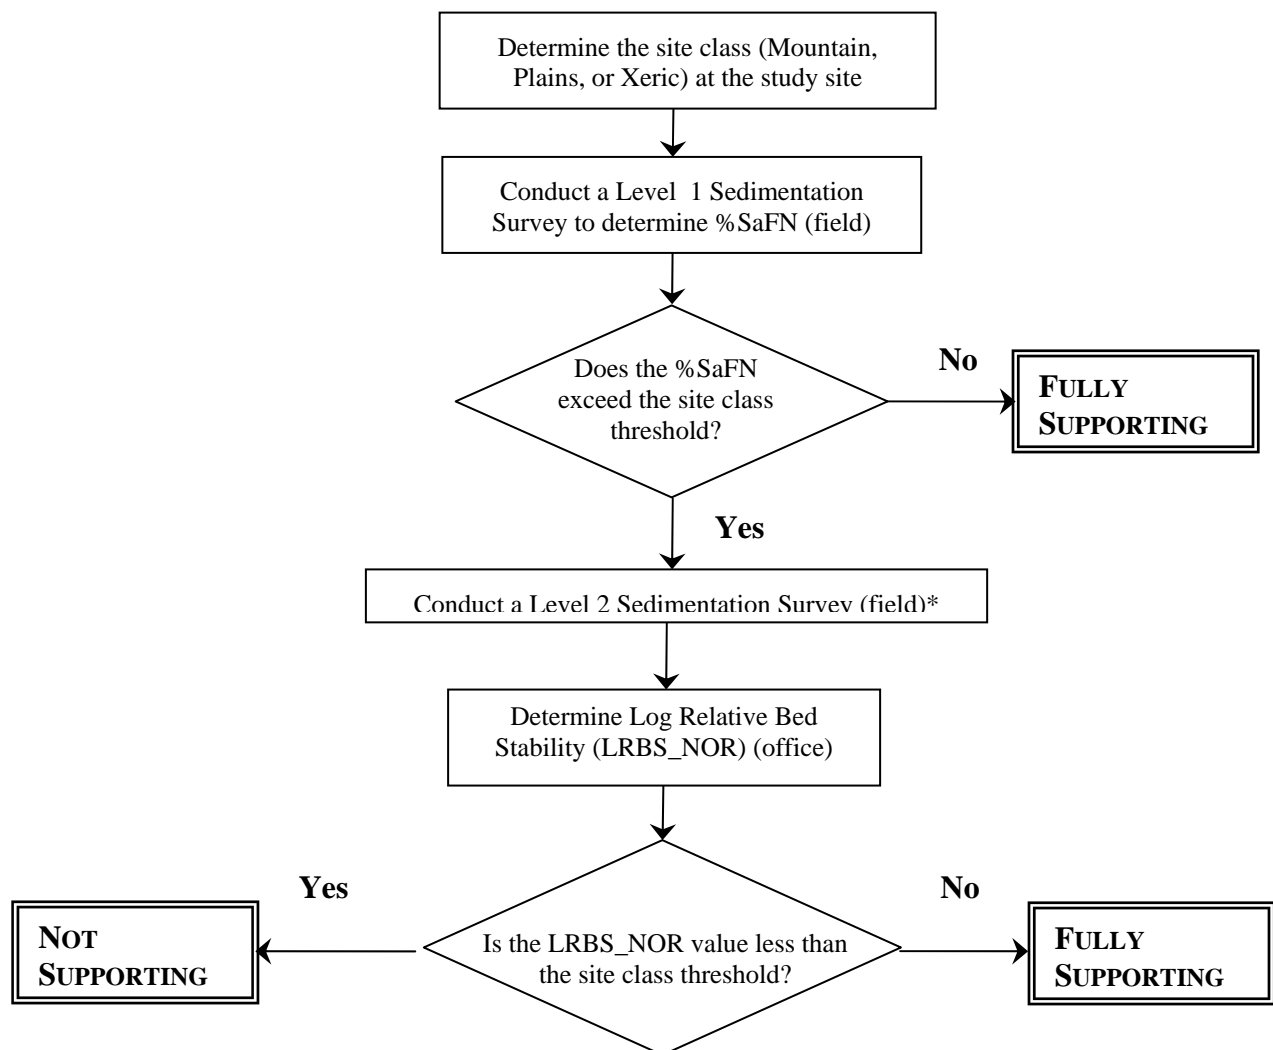 Determine the site class (Mountain,
Plains, or Xeric) at the study site
Conduct a Level  1 Sedimentation
Survey to determine %SaFN (field)
Does the %SaFN
exceed the site class
threshold?
No
FULLY
SUPPORTING
Yes
Conduct a Level 2 Sedimentation Survey (field)*
Determine Log Relative Bed
Stability (LRBS_NOR) (office)
Yes
No
NOT
SUPPORTING
Is the LRBS_NOR value less than
the site class threshold?
FULLY
SUPPORTING